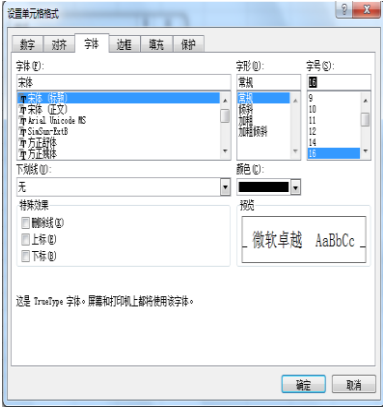 设置单元格格式
数字 对齐 字体 边框 填充 保护
字体(F): 字形(O): 字号(S):
宋体 常规 16
宋体 (标题) 常规 9
宋体 (正文) 倾斜 10
Arial Unicode MS 加粗 11
SimSun-ExtB 加粗倾斜 12
方正舒体 14
方正姚体 16
下划线(U): 颜色(C):
无
特殊效果 预览
删除线(K)
上标(E)
下标(B)
微软卓越 AaBbCc
这是 TrueType 字体。屏幕和打印机上都将使用该字体。
确定 取消